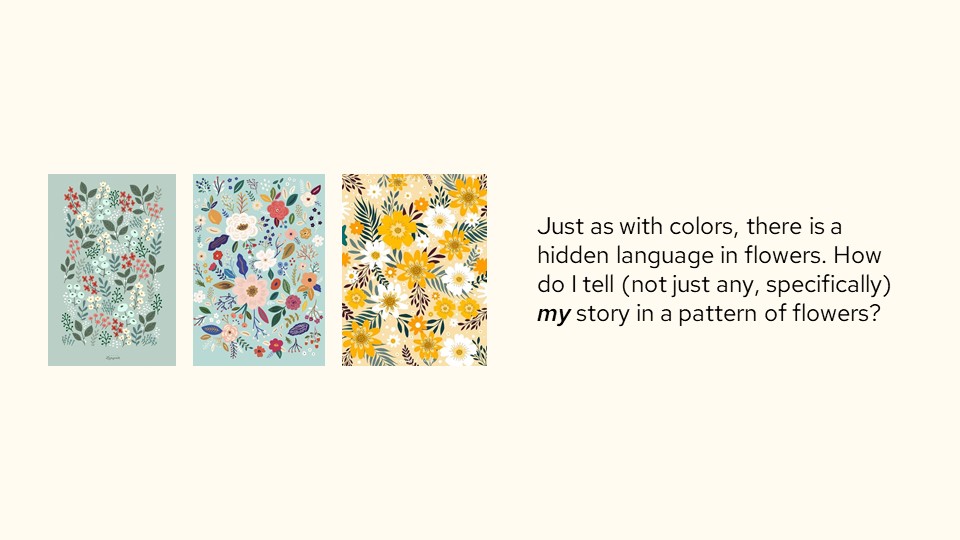 Just as with colors, there is a
hidden language in flowers. How
do I tell (not just any, specifically)
my story in a pattern of flowers?